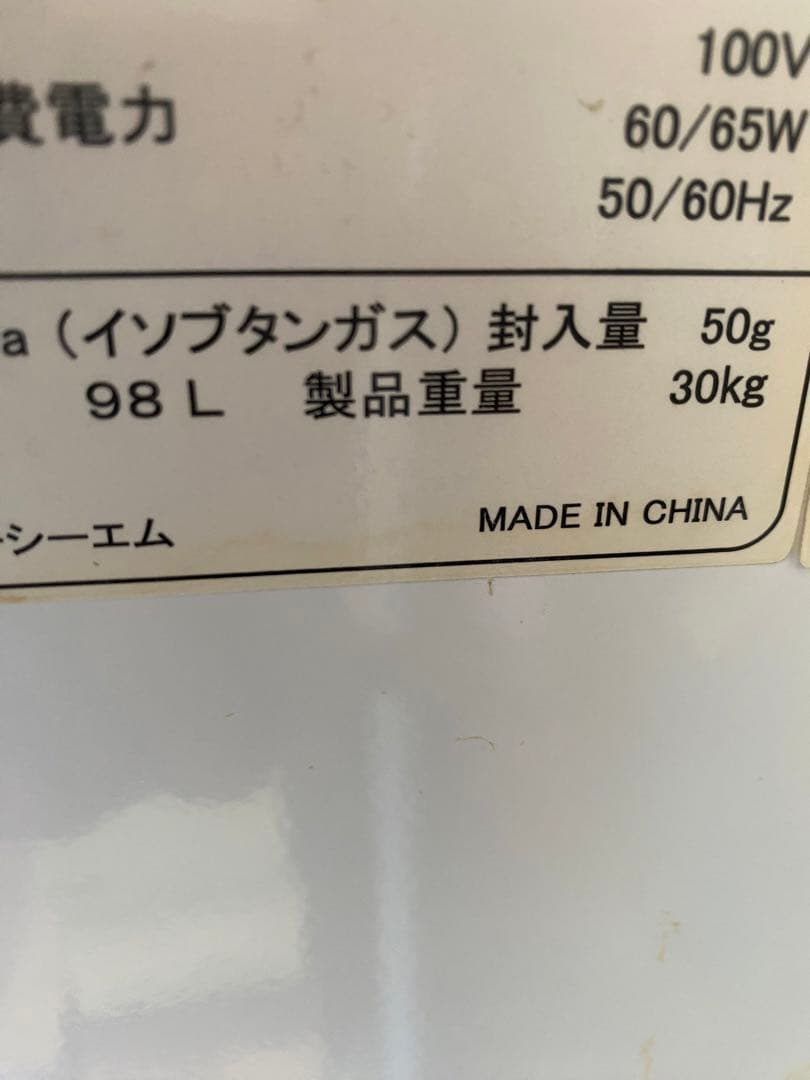 100V
費電力 60/65W
50/60Hz
a（イソブタンガス）封入量 50g
98 L 製品重量 30kg
シーエム MADE IN CHINA